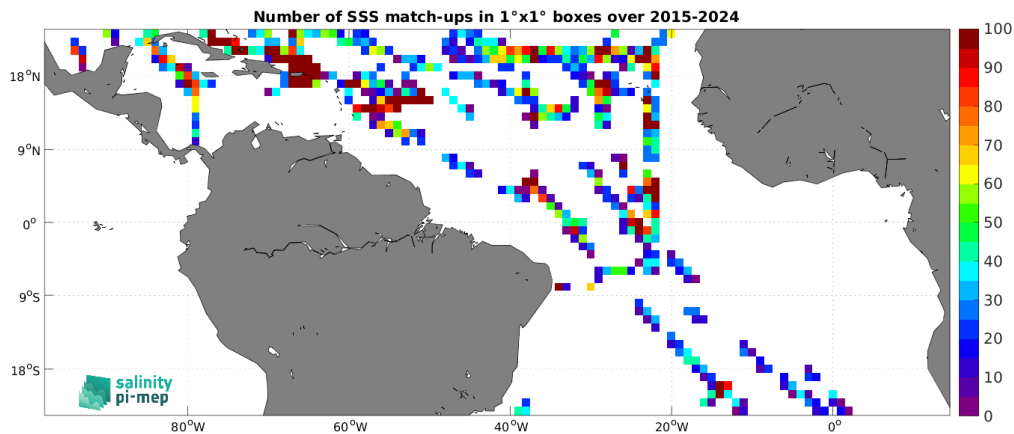 Number of SSS match-ups in 1°x1° boxes over 2015-2024
18°N
9°N
0°
9°S
18°S
80°W
60°W
40°W
20°W
0°
100
90
80
70
60
50
40
30
20
10
0
salinity
pi-mep